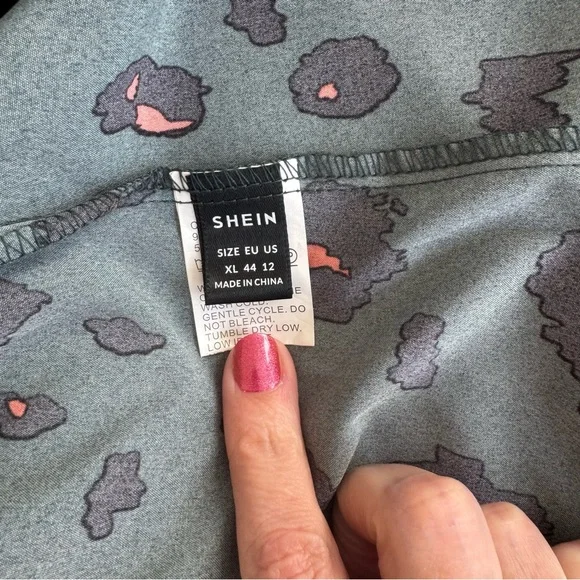 SHEIN
SIZE EU US
XL 44 12
MADE IN CHINA
WASH COLD.
GENTLE CYCLE. DO
NOT BLEACH.
TUMBLE DRY LOW.
LOW